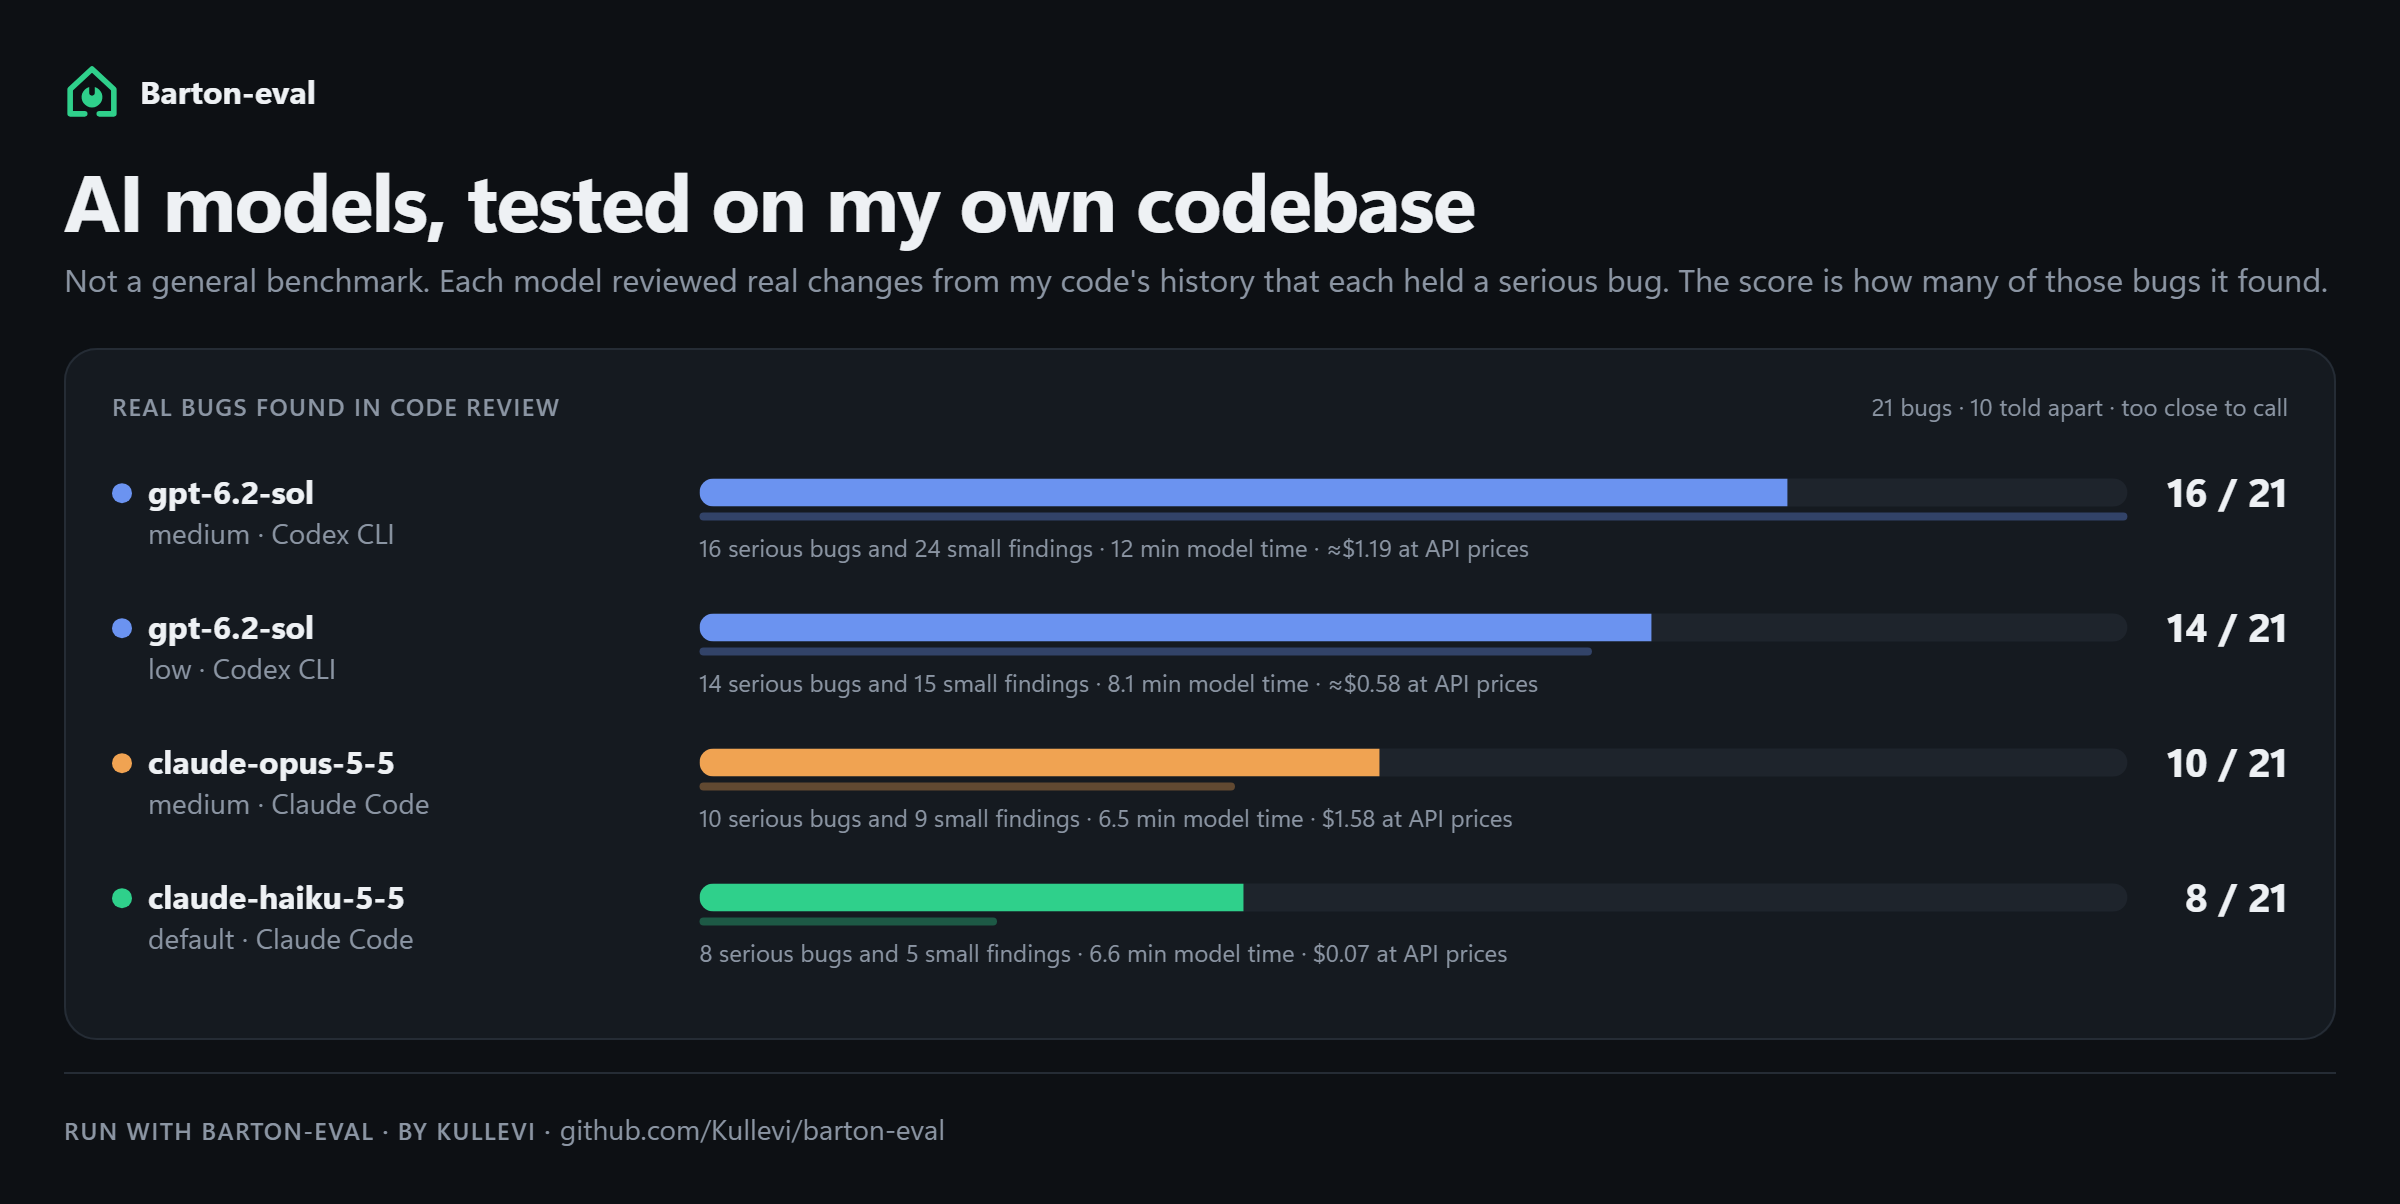 Barton-eval
AI models, tested on my own codebase
Not a general benchmark. Each model reviewed real changes from my code's history that each held a serious bug. The score is how many of those bugs it found.
REAL BUGS FOUND IN CODE REVIEW
21 bugs · 10 told apart · too close to call
gpt-6.2-sol
medium · Codex CLI
16 serious bugs and 24 small findings · 12 min model time · ≈$1.19 at API prices
16 / 21
gpt-6.2-sol
low · Codex CLI
14 serious bugs and 15 small findings · 8.1 min model time · ≈$0.58 at API prices
14 / 21
claude-opus-5-5
medium · Claude Code
10 serious bugs and 9 small findings · 6.5 min model time · $1.58 at API prices
10 / 21
claude-haiku-5-5
default · Claude Code
8 serious bugs and 5 small findings · 6.6 min model time · $0.07 at API prices
8 / 21
RUN WITH BARTON-EVAL · BY KULLEVI · github.com/Kullevi/barton-eval